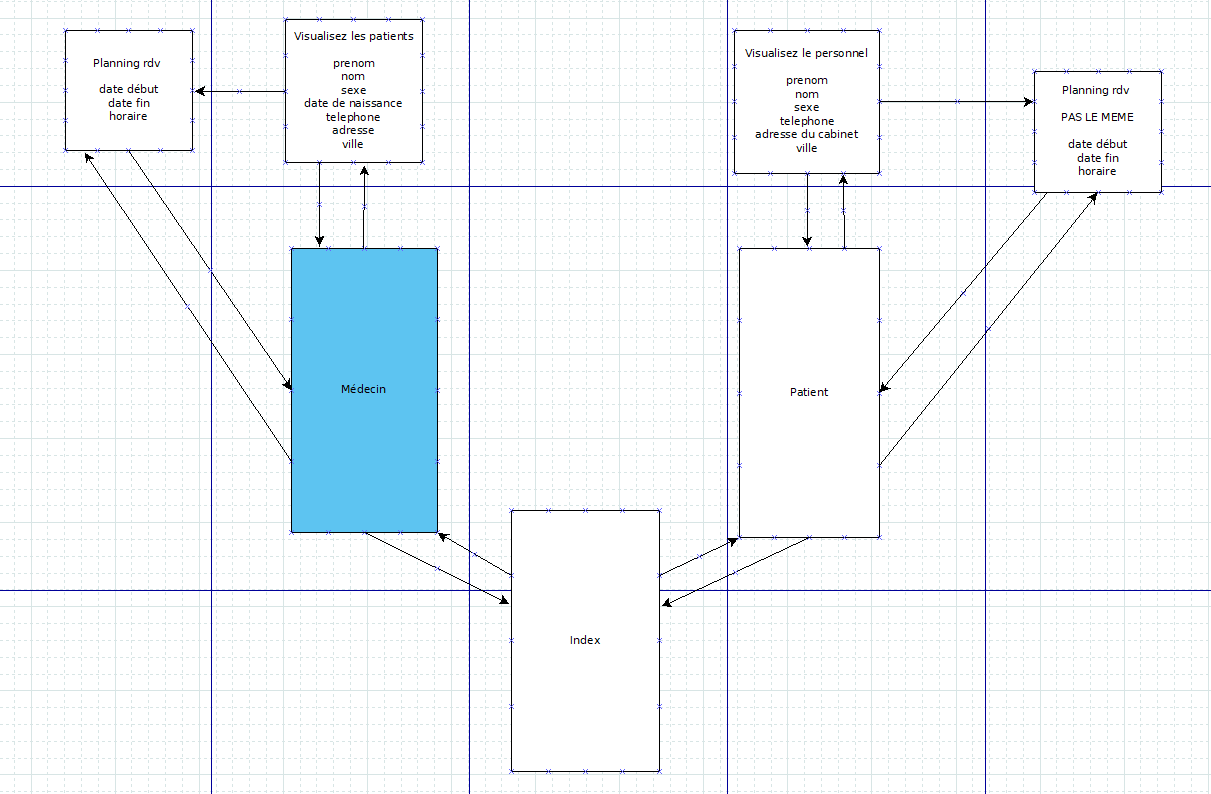 Planning rdv
date début
date fin
horaire
Visualisez les patients
prenom
nom
sexe
date de naissance
telephone
adresse
ville
Visualisez le personnel
prenom
nom
sexe
telephone
adresse du cabinet
ville
Planning rdv
PAS LE MEME
date début
date fin
horaire
Médecin
Patient
Index